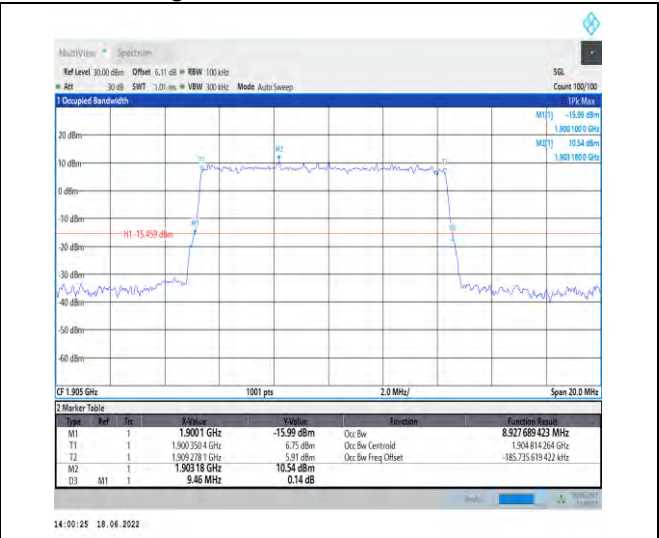 MultiView Spectrum
Ref Level 30.00 dBm Offset 6.11 dB RBW 100 kHz SGL
Att 30 dB SWT 1.01 ms VBW 300 kHz Mode Auto Sweep Count 100/100
1 Occupied Bandwidth 1Pk Max
M1[1] -15.99 dBm
1.900 100 0 GHz
20 dBm
M2[1] 10.54 dBm
1.903 180 0 GHz
M2
10 dBm
T1 T2
0 dBm
-10 dBm
M1
H1 -15.459 dBm
D3
-20 dBm
-30 dBm
-40 dBm
-50 dBm
-60 dBm
CF 1.905 GHz 1001 pts 2.0 MHz/ Span 20.0 MHz
2 Marker Table
Type Ref Trc X-Value Y-Value Function Function Result
M1 1 1.9001 GHz -15.99 dBm Occ Bw 8.927 689 423 MHz
T1 1 1.900 350 4 GHz 6.75 dBm Occ Bw Centroid 1.904 814 264 GHz
T2 1 1.909 278 1 GHz 5.91 dBm Occ Bw Freq Offset -185.735 619 422 kHz
M2 1 1.903 18 GHz 10.54 dBm
D3 M1 1 9.46 MHz 0.14 dB
14:00:25 18.06.2022